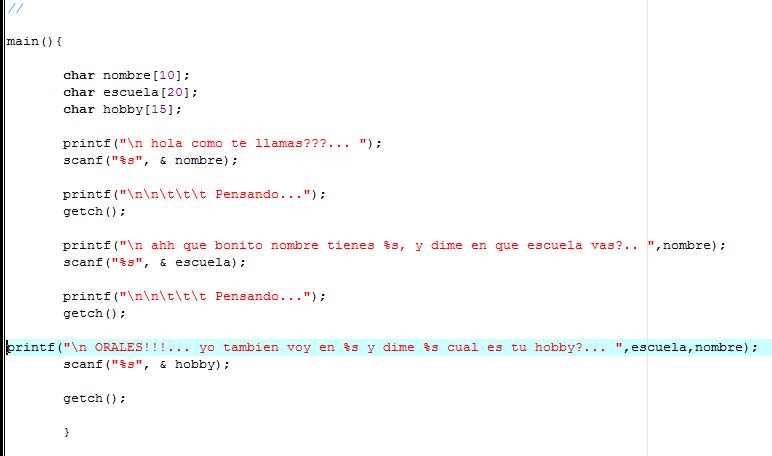 //
main(){
char nombre[10];
char escuela[20];
char hobby[15];
printf("\n hola como te llamas???... ");
scanf("%s", & nombre);
printf("\n\n\t\t\t Pensando...");
getch();
printf("\n ahh que bonito nombre tienes %s, y dime en que escuela vas?.. ",nombre);
scanf("%s", & escuela);
printf("\n\n\t\t\t Pensando...");
getch();
printf("\n ORALES!!!... yo tambien voy en %s y dime %s cual es tu hobby?... ",escuela,nombre);
scanf("%s", & hobby);
getch();
}